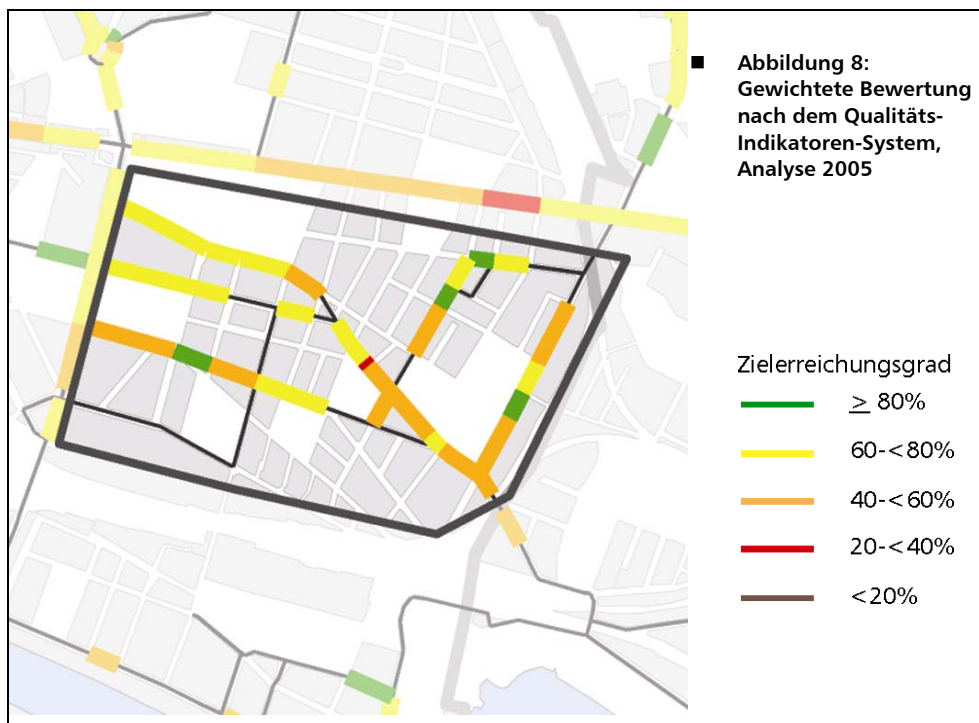 ■ Abbildung 8:
Gewichtete Bewertung
nach dem Qualitäts-
Indikatoren-System,
Analyse 2005
Zielerreichungsgrad
≥ 80%
60-<80%
40-<60%
20-<40%
<20%